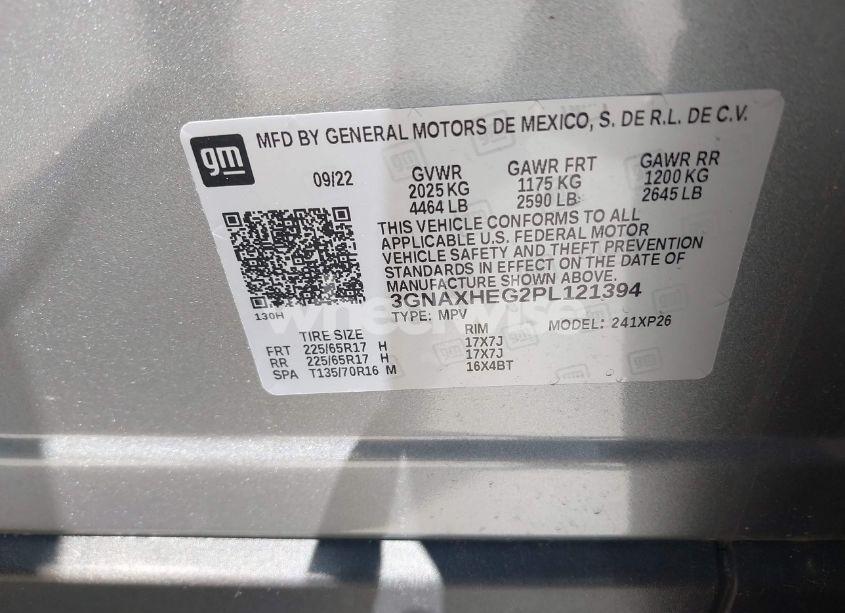 gm
MFD BY GENERAL MOTORS DE MEXICO, S. DE R.L. DE C.V.
09/22
GVWR GAWR FRT GAWR RR
2025 KG 1175 KG 1200 KG
4464 LB 2590 LB 2645 LB
THIS VEHICLE CONFORMS TO ALL
APPLICABLE U.S. FEDERAL MOTOR
VEHICLE SAFETY AND THEFT PREVENTION
STANDARDS IN EFFECT ON THE DATE OF
MANUFACTURE SHOWN ABOVE.
130H
3GNAXHEG2PL121394
TYPE: MPV MODEL: 241XP26
TIRE SIZE RIM
FRT 225/65R17 H 17X7J
RR 225/65R17 H 17X7J
SPA T135/70R16 M 16X4BT